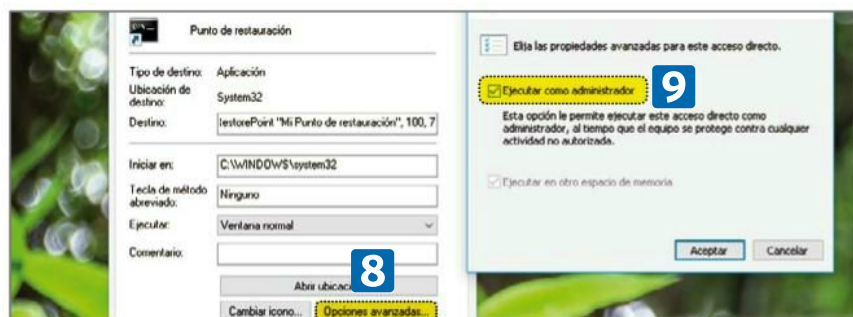 Punto de restauración
Tipo de destino: Aplicación
Ubicación de destino: System32
Destino: lestorePoint "Mi Punto de restauración", 100, 7
Iniciar en: C:\WINDOWS\system32
Tecla de método abreviado: Ninguno
Ejecutar: Ventana normal
Comentario:
Abrir ubicac
8
Cambiar icono... Opciones avanzadas...
Elija las propiedades avanzadas para este acceso directo.
Ejecutar como administrador
9
Esta opción le permite ejecutar este acceso directo como
administrador, al tiempo que el equipo se protege contra cualquier
actividad no autorizada.
Ejecutar en otro espacio de memoria
Aceptar Cancelar